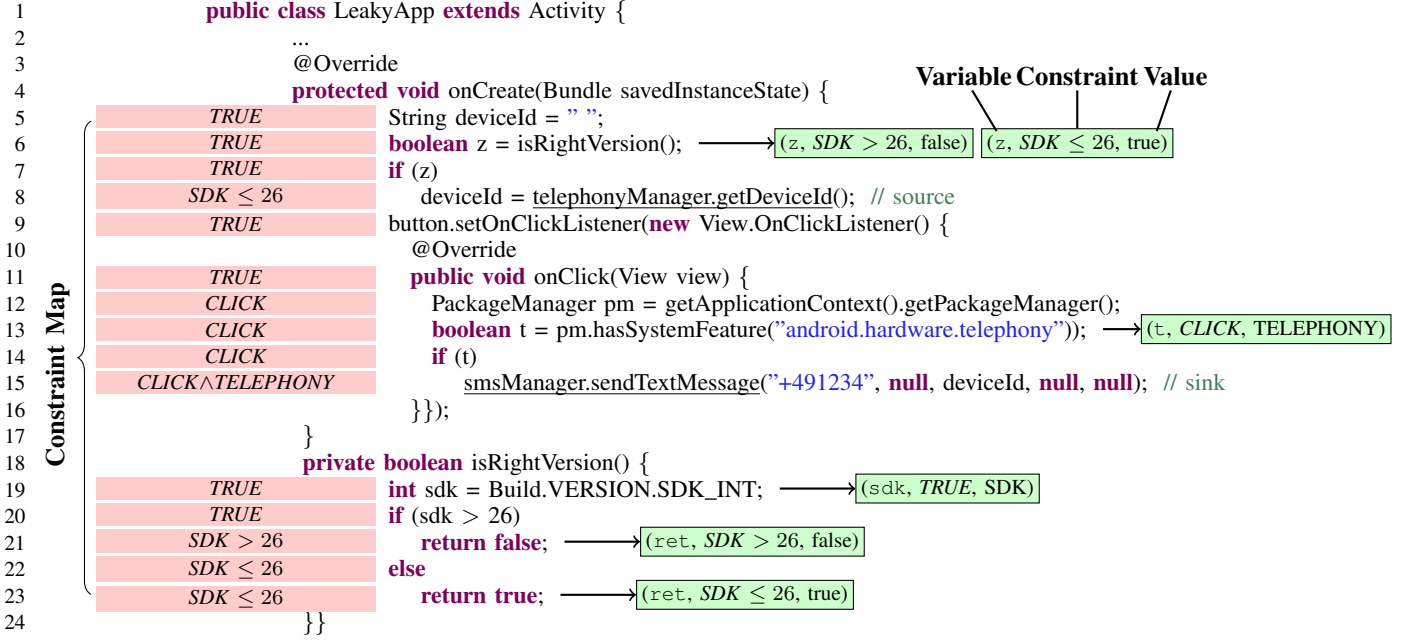 1 public class LeakyApp extends Activity {
2 ...
3 @Override
Variable Constraint Value
4 protected void onCreate(Bundle savedInstanceState) {
5 TRUE String deviceId = ” ”;
6 TRUE boolean z = isRightVersion(); (z, SDK > 26, false) (z, SDK ≤ 26, true)
7 TRUE if (z)
8 SDK ≤ 26 deviceId = telephonyManager.getDeviceId(); // source
9 TRUE button.setOnClickListener(new View.OnClickListener() {
10 @Override
11 TRUE public void onClick(View view) {
12 CLICK PackageManager pm = getApplicationContext().getPackageManager();
13 CLICK boolean t = pm.hasSystemFeature(”android.hardware.telephony”)); (t, CLICK, TELEPHONY)
14 CLICK if (t)
15 CLICK∧TELEPHONY smsManager.sendTextMessage(”+491234”, null, deviceId, null, null); // sink
16 }});
17 }
18 private boolean isRightVersion() {
19 TRUE int sdk = Build.VERSION.SDK_INT; (sdk, TRUE, SDK)
20 TRUE if (sdk > 26)
21 SDK > 26 return false; (ret, SDK > 26, false)
22 SDK ≤ 26 else
23 SDK ≤ 26 return true; (ret, SDK ≤ 26, true)
24 }}
Constraint Map